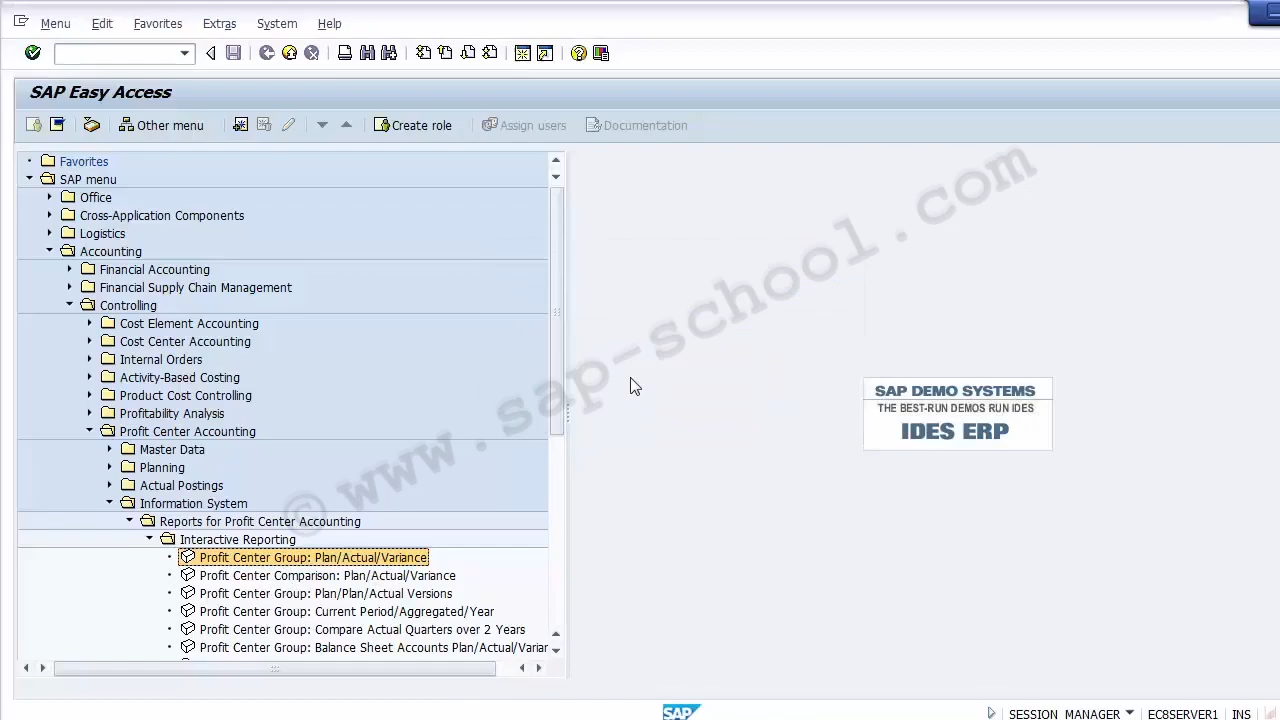 Menu Edit Favorites Extras System Help
SAP Easy Access
Other menu Create role Assign users Documentation
Favorites
SAP menu
Office
Cross-Application Components
Logistics
Accounting
Financial Accounting
Financial Supply Chain Management
Controlling
Cost Element Accounting
Cost Center Accounting
Internal Orders
Activity-Based Costing
Product Cost Controlling
Profitability Analysis
Profit Center Accounting
Master Data
Planning
Actual Postings
Information System
Reports for Profit Center Accounting
Interactive Reporting
Profit Center Group: Plan/Actual/Variance
Profit Center Comparison: Plan/Actual/Variance
Profit Center Group: Plan/Plan/Actual Versions
Profit Center Group: Current Period/Aggregated/Year
Profit Center Group: Compare Actual Quarters over 2 Years
Profit Center Group: Balance Sheet Accounts Plan/Actual/Varian
© www.sap-school.com
SAP DEMO SYSTEMS
THE BEST-RUN DEMOS RUN IDES
IDES ERP
SAP SESSION_MANAGER EC8SERVER1 INS